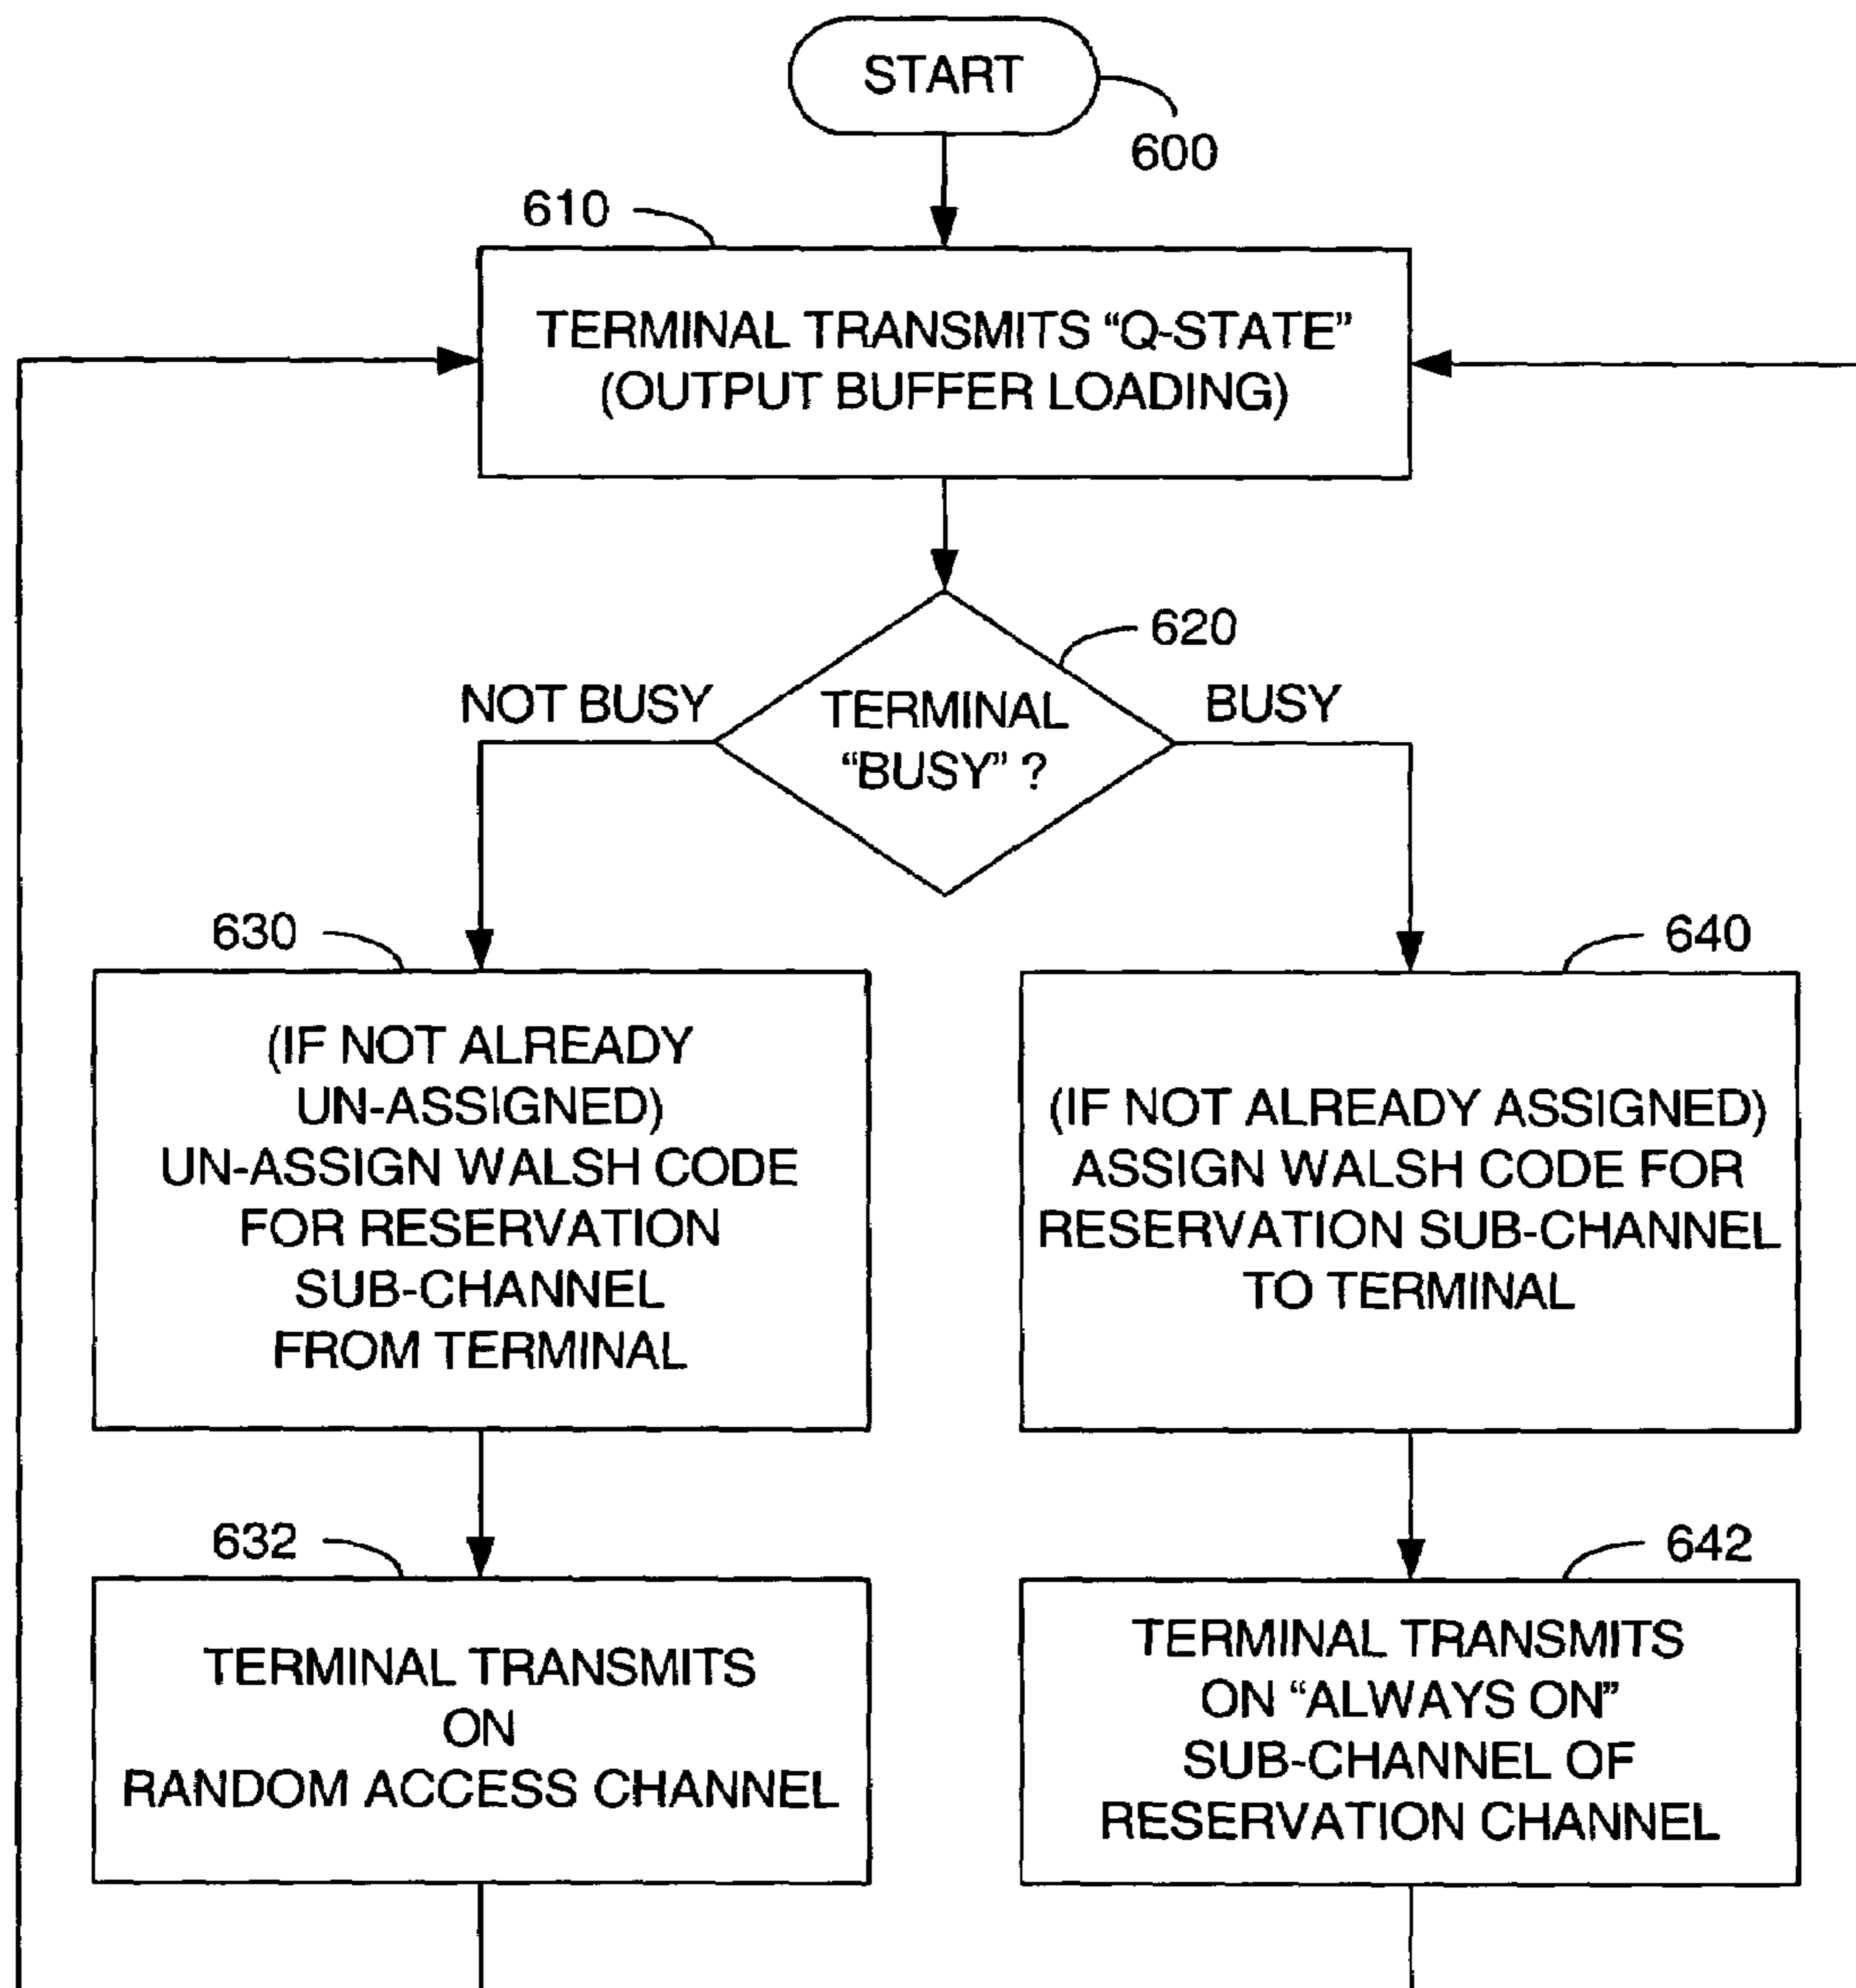 START
600
610
TERMINAL TRANSMITS “Q-STATE”
(OUTPUT BUFFER LOADING)
620
NOT BUSY
TERMINAL
“BUSY” ?
BUSY
630
(IF NOT ALREADY
UN-ASSIGNED)
UN-ASSIGN WALSH CODE
FOR RESERVATION
SUB-CHANNEL
FROM TERMINAL
640
(IF NOT ALREADY ASSIGNED)
ASSIGN WALSH CODE FOR
RESERVATION SUB-CHANNEL
TO TERMINAL
632
TERMINAL TRANSMITS
ON
RANDOM ACCESS CHANNEL
642
TERMINAL TRANSMITS
ON “ALWAYS ON”
SUB-CHANNEL OF
RESERVATION CHANNEL